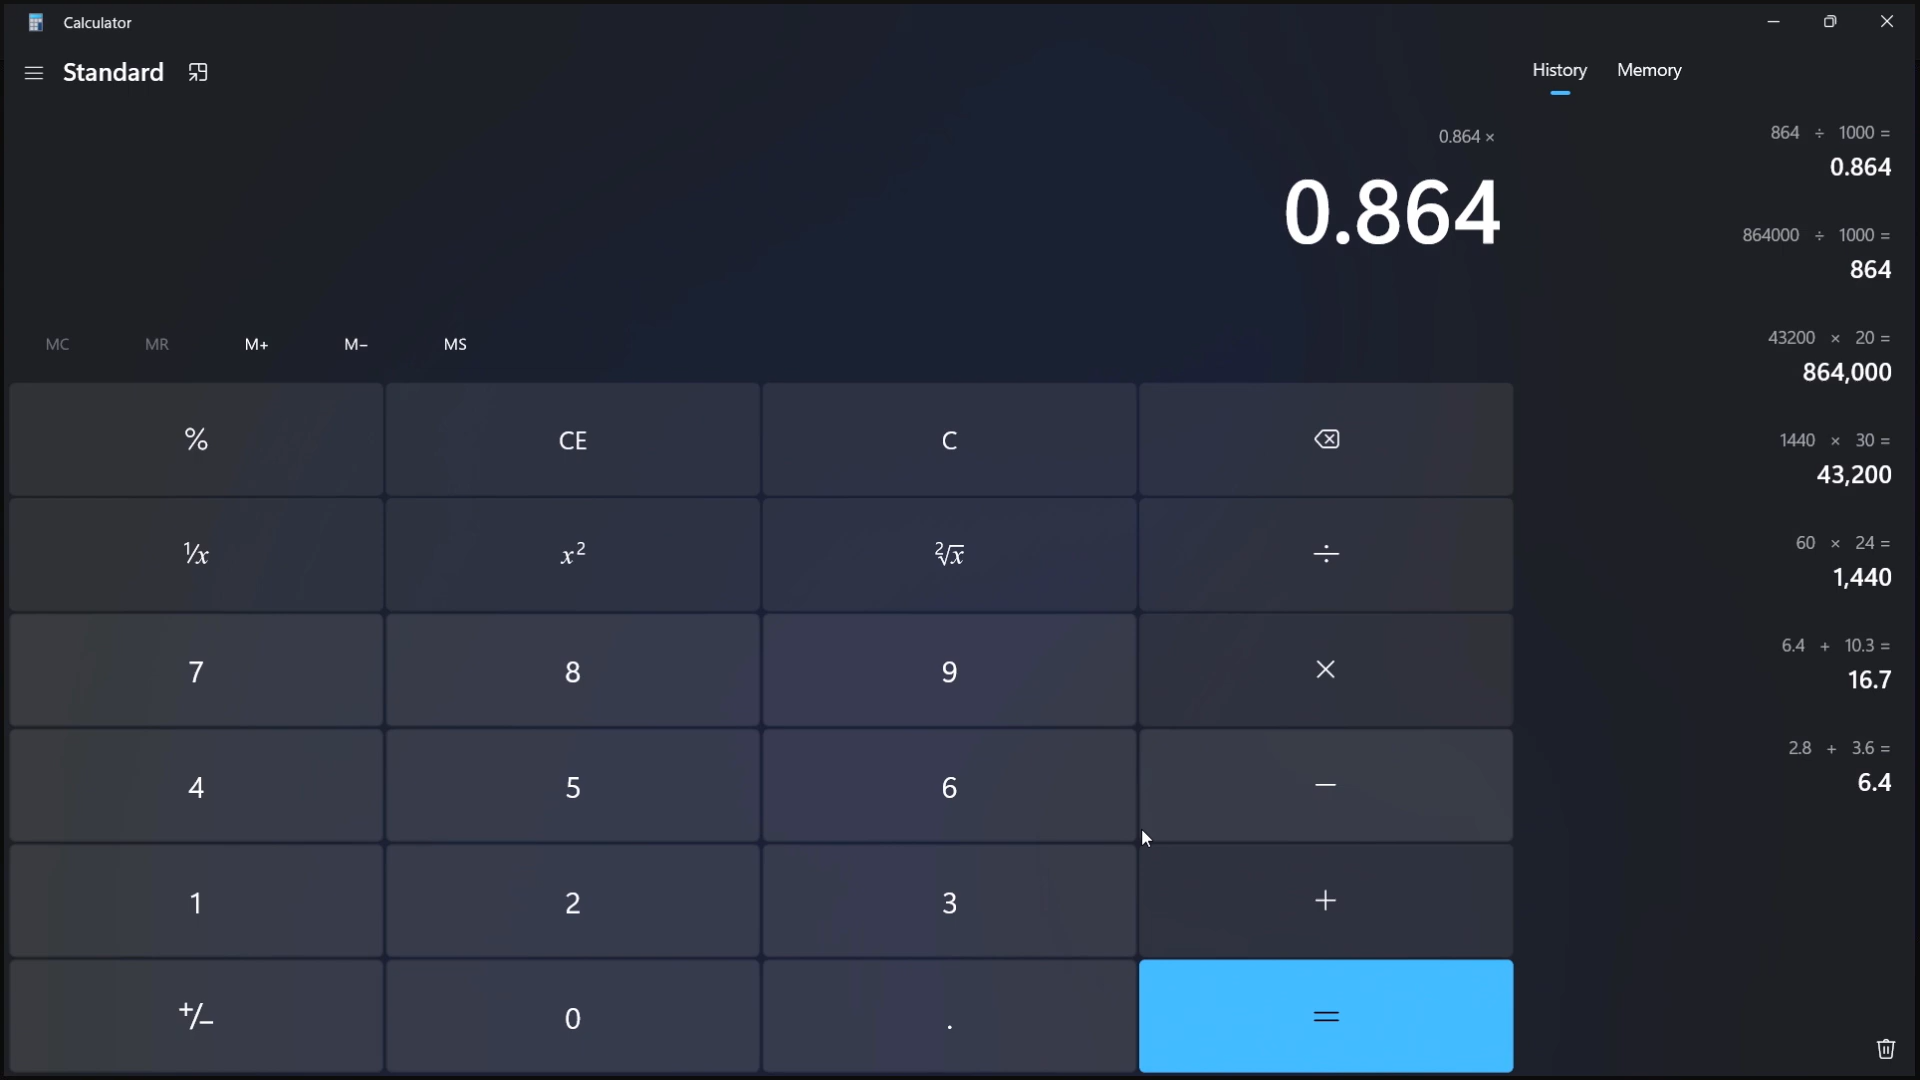 Calculator
Standard
History Memory
0.864 ×
0.864
MC MR M+ M− MS
% CE C
¹/x x² ²√x ÷
7 8 9 ×
4 5 6 −
1 2 3 +
+/− 0 . =
864 ÷ 1000 =
0.864
864000 ÷ 1000 =
864
43200 × 20 =
864,000
1440 × 30 =
43,200
60 × 24 =
1,440
6.4 + 10.3 =
16.7
2.8 + 3.6 =
6.4